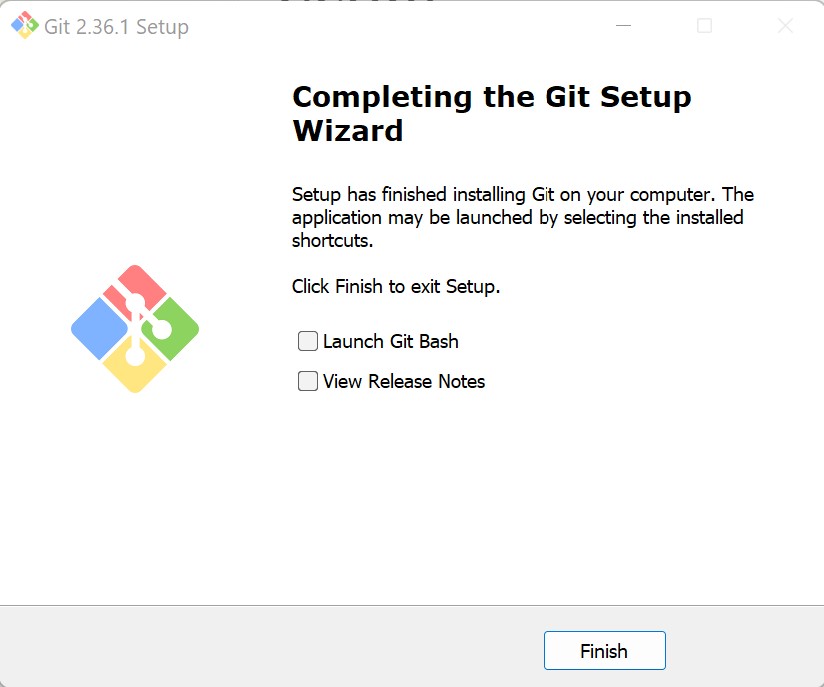 Git 2.36.1 Setup
Completing the Git Setup
Wizard
Setup has finished installing Git on your computer. The
application may be launched by selecting the installed
shortcuts.
Click Finish to exit Setup.
Launch Git Bash
View Release Notes
Finish